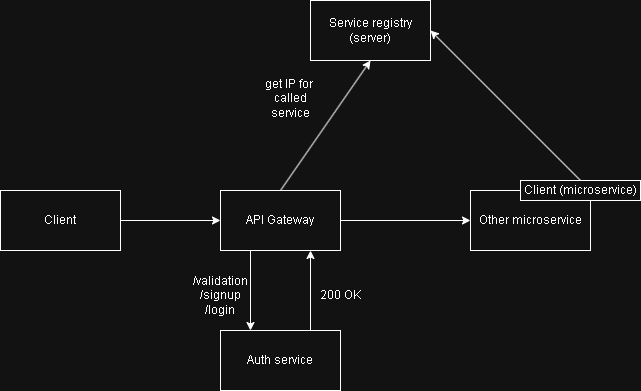 Service registry
(server)
get IP for
called
service
Client (microservice)
Client
API Gateway
Other microservice
/validation
/signup
/login
200 OK
Auth service